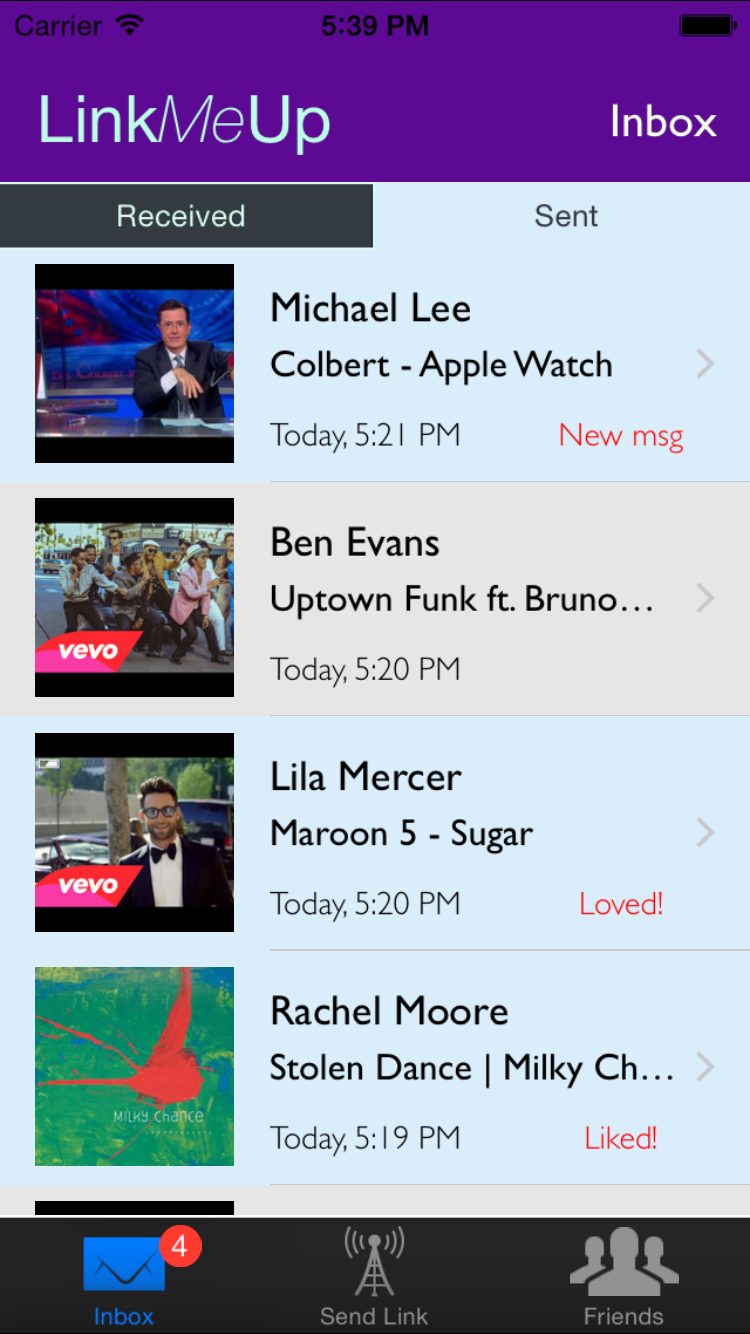 Carrier 5:39 PM
LinkMeUp
Inbox
Received Sent
Michael Lee
Colbert - Apple Watch
Today, 5:21 PM New msg
Ben Evans
Uptown Funk ft. Bruno…
vevo
Today, 5:20 PM
Lila Mercer
Maroon 5 - Sugar
vevo
Today, 5:20 PM Loved!
Rachel Moore
Stolen Dance | Milky Ch…
MILKY CHANCE
Today, 5:19 PM Liked!
4
Inbox Send Link Friends